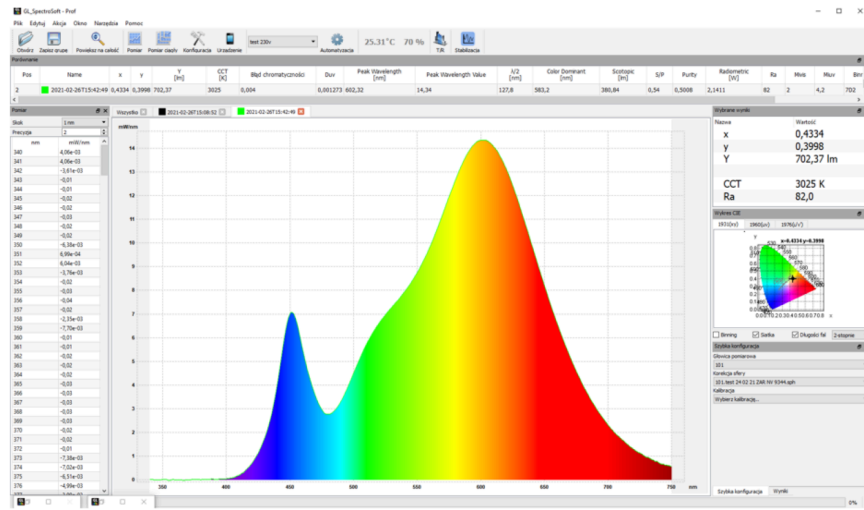 GL_SpectroSoft - Prof
Plik Edytuj Akcja Okno Narzędzia Pomoc
Otwórz Zapisz grupe Powiększ na całość Pomiar Pomiar ciągły Konfiguracja Urządzenie test 230v Automatyzacja 25.31°C 70 % T/R Stabilizacja
Porównanie
Pos Name x y Y [lm] CCT [K] Błąd chromatyczności Duv Peak Wavelength [nm] Peak Wavelength Value λ/2 [nm] Color Dominant [nm] Scotopic [lm] S/P Purity Radiometric [W] Ra Mvs Muv
2 2021-02-26T15:42:49 0,4334 0,3998 702,37 3025 0,004 0,001273 602,32 14,34 127,8 583,2 380,84 0,54 0,5008 2,1411 82 2 4,2 702
Pomiar
Skok 1 nm
Precyzja 2
nm mW/nm
340 4,06e-03
341 4,06e-03
342 -3,61e-03
343 -0,01
344 -0,01
345 -0,02
346 -0,02
347 -0,03
348 -0,02
349 -0,02
350 -6,38e-03
351 6,99e-04
352 6,04e-03
353 -3,76e-03
354 -0,02
355 -0,03
356 -0,04
357 -0,02
358 -2,35e-03
359 -7,70e-03
360 -0,01
361 -0,01
362 -0,02
363 -0,02
364 -0,02
365 -0,03
366 -0,03
367 -0,03
368 -0,03
369 -0,03
370 -0,02
371 -0,02
372 -0,01
373 -7,38e-03
374 -7,02e-03
375 -6,51e-03
376 -4,99e-03
Wszystko 2021-02-26T15:08:52 2021-02-26T15:42:49
mW/nm
14
13
12
11
10
9
8
7
6
5
4
3
2
1
0
350 400 450 500 550 600 650 700 750 nm
Wybrane wyniki
Nazwa Wartość
x 0,4334
y 0,3998
Y 702,37 lm
CCT 3025 K
Ra 82,0
Wykres CIE
1931(xy) 1960(uv) 1976(u'v')
x=0.4334 y=0.3998
Binning Siatka Długości fal 2-stopnie
Szybka konfiguracja
Głowica pomiarowa
101
Korekcja sfery
Kalibracja
Wybierz kalibrację...
Szybka konfiguracja Wyniki
0%